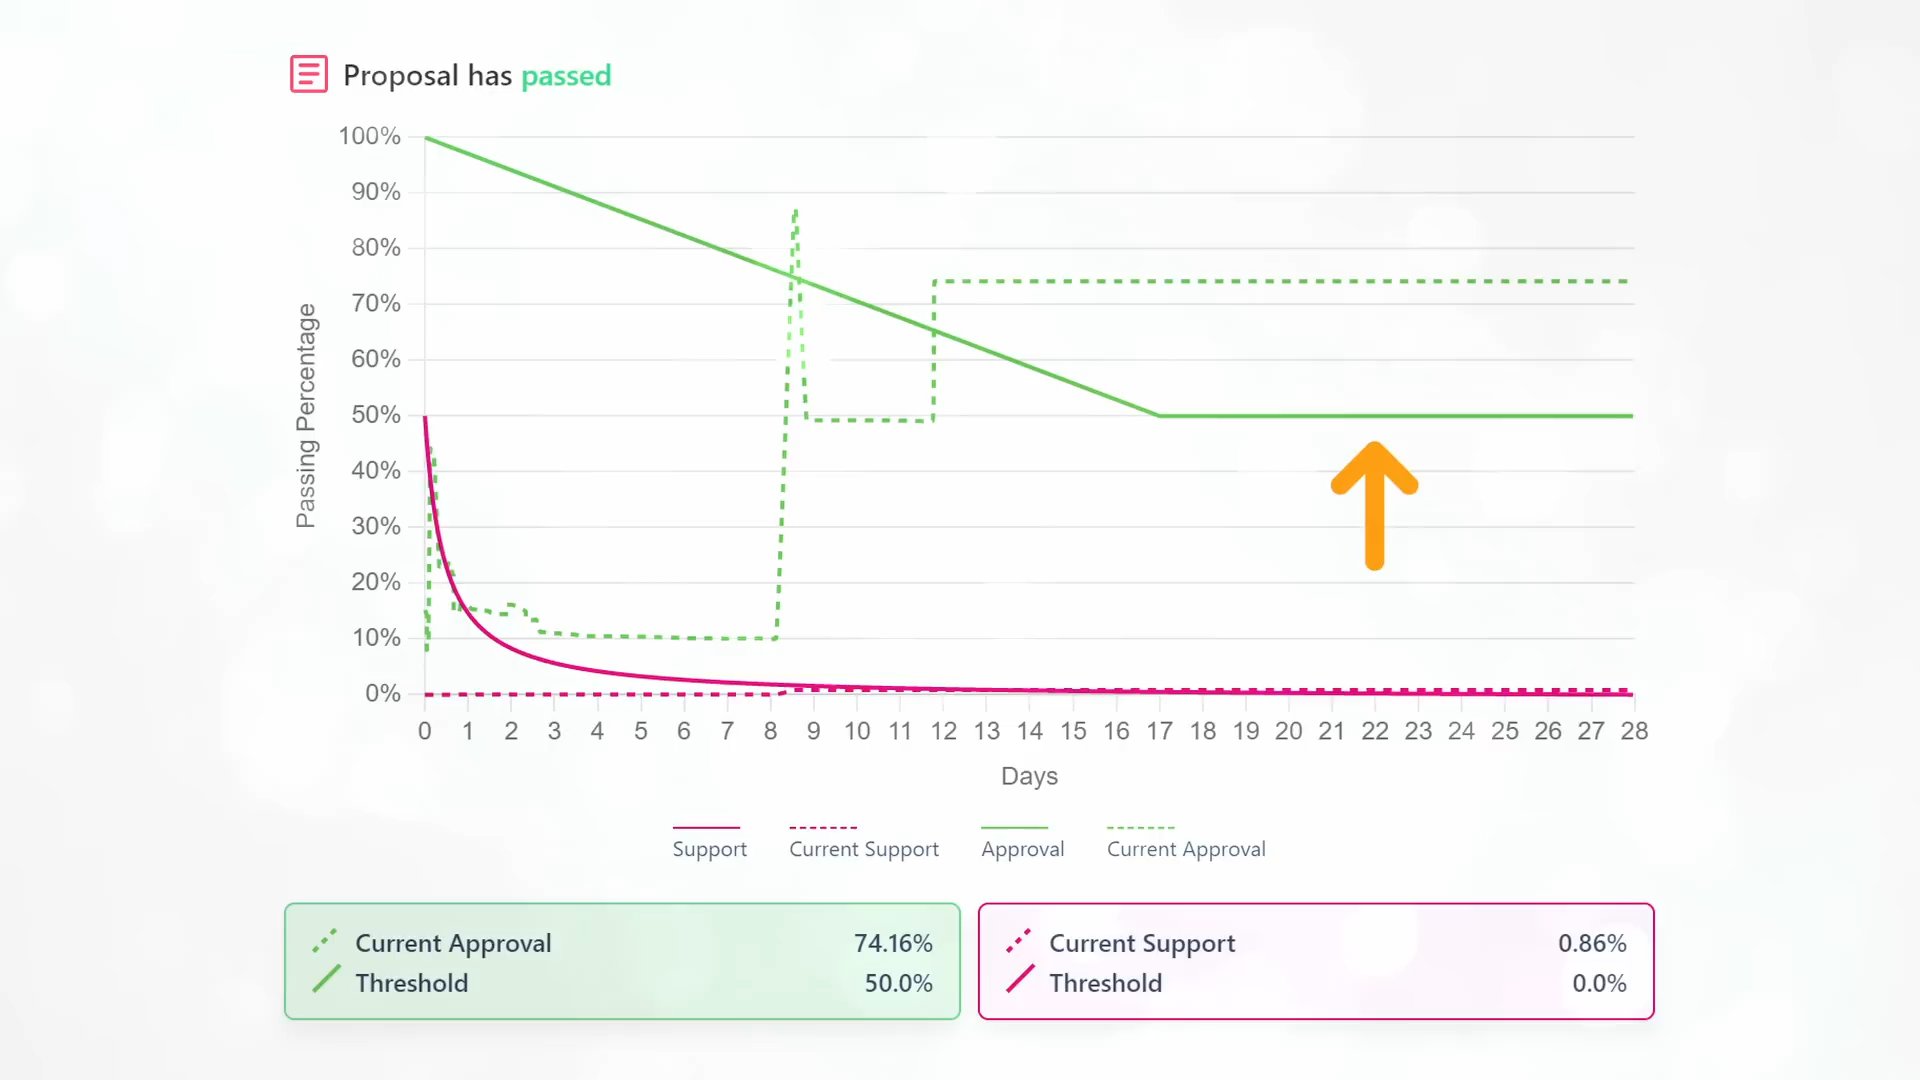 Proposal has passed
Passing Percentage
100%
90%
80%
70%
60%
50%
40%
30%
20%
10%
0%
0 1 2 3 4 5 6 7 8 9 10 11 12 13 14 15 16 17 18 19 20 21 22 23 24 25 26 27 28
Days
Support Current Support Approval Current Approval
Current Approval 74.16%
Threshold 50.0%
Current Support 0.86%
Threshold 0.0%